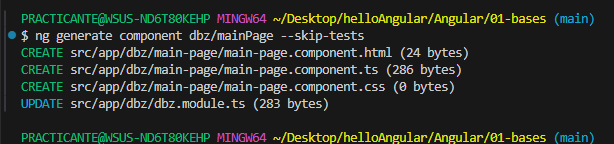 PRACTICANTE@WSUS-ND6T80KEHP MINGW64 ~/Desktop/helloAngular/Angular/01-bases (main)
$ ng generate component dbz/mainPage --skip-tests
CREATE src/app/dbz/main-page/main-page.component.html (24 bytes)
CREATE src/app/dbz/main-page/main-page.component.ts (286 bytes)
CREATE src/app/dbz/main-page/main-page.component.css (0 bytes)
UPDATE src/app/dbz/dbz.module.ts (283 bytes)
PRACTICANTE@WSUS-ND6T80KEHP MINGW64 ~/Desktop/helloAngular/Angular/01-bases (main)